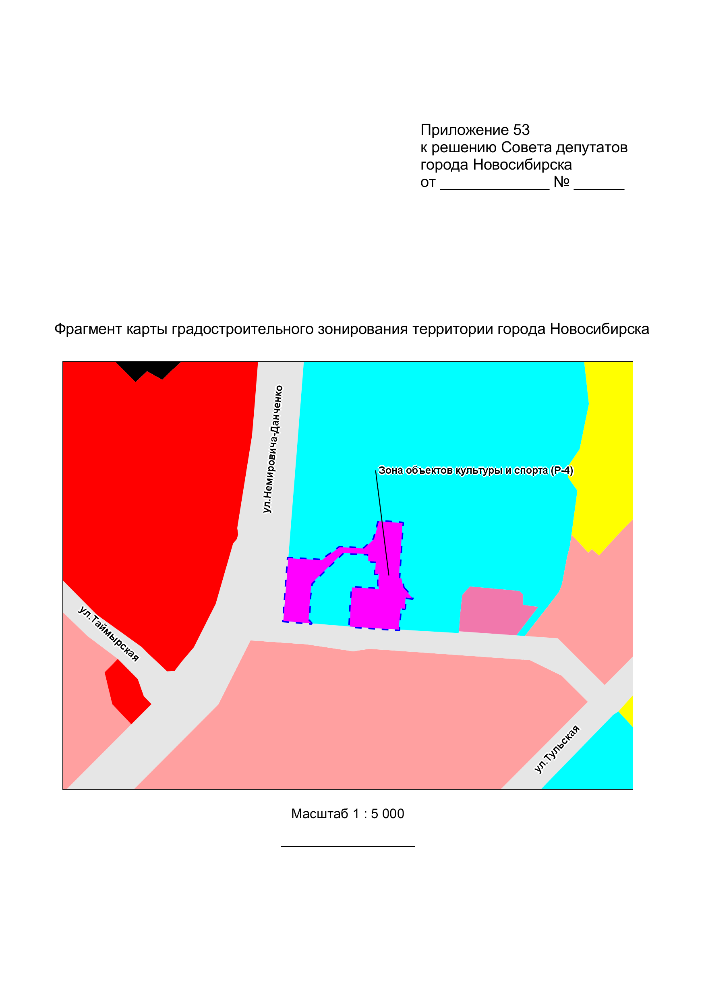 Приложение 53
к решению Совета депутатов
города Новосибирска
от _____________ № ______
Фрагмент карты градостроительного зонирования территории города Новосибирска
ул.Немировича-Данченко
Зона объектов культуры и спорта (Р-4)
ул.Таймырская
ул.Тульская
Масштаб 1 : 5 000